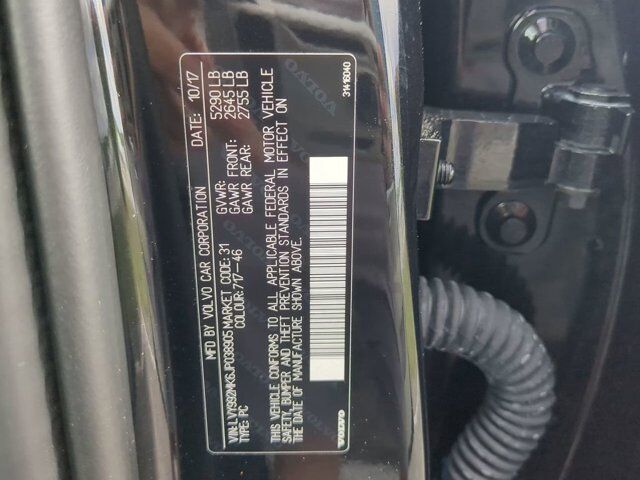 MFD BY VOLVO CAR CORPORATION DATE: 10/17
VIN: LVY992MK6JP038905 MARKET CODE: 31 GVWR: 5290 LB
TYPE: PC COLOUR: 717-46 GAWR FRONT: 2645 LB
GAWR REAR: 2755 LB
THIS VEHICLE CONFORMS TO ALL APPLICABLE FEDERAL MOTOR VEHICLE
SAFETY, BUMPER AND THEFT PREVENTION STANDARDS IN EFFECT ON
THE DATE OF MANUFACTURE SHOWN ABOVE.
VOLVO 31416040